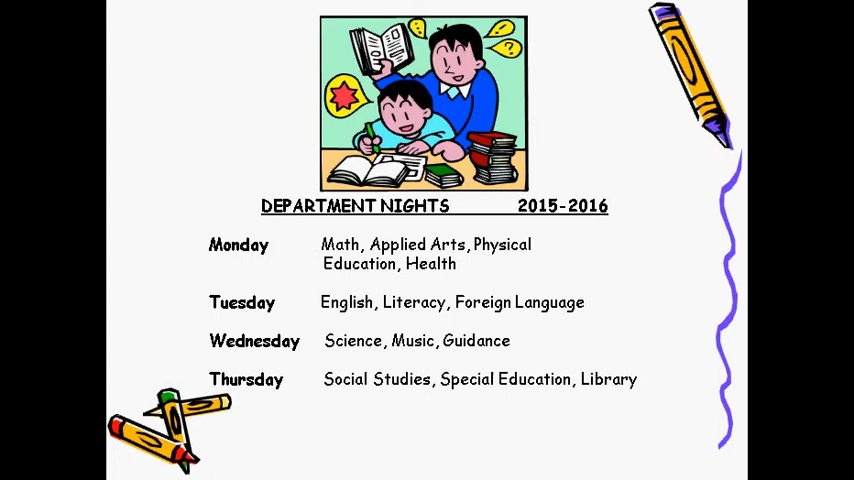 ?
DEPARTMENT NIGHTS 2015-2016
Monday Math, Applied Arts, Physical
Education, Health
Tuesday English, Literacy, Foreign Language
Wednesday Science, Music, Guidance
Thursday Social Studies, Special Education, Library